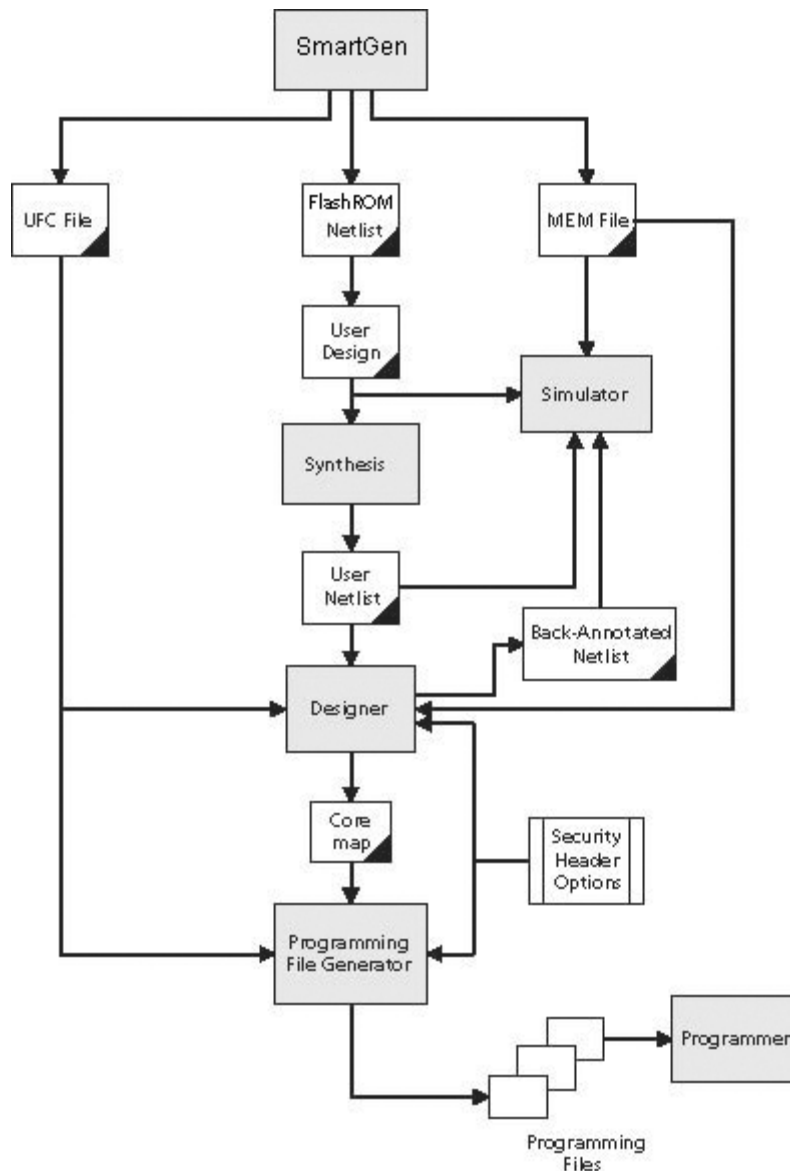 SmartGen
UFC File
FlashROM
Netlist
MEM File
User
Design
Simulator
Synthesis
User
Netlist
Back-Annotated
Netlist
Designer
Core
map
Security
Header
Options
Programming
File Generator
Programmer
Programming
Files